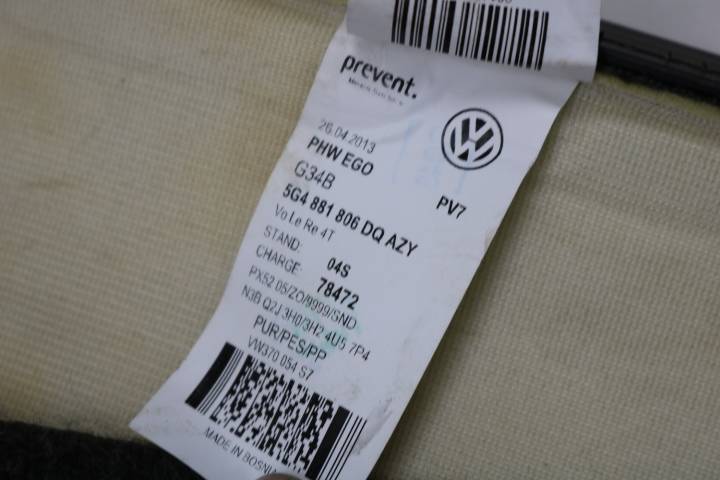 prevent.
26.04.2013
PHW EGO
G34B
PV7
5G4 881 806 DQ AZY
Vo Le Re 4T
STAND: 04S
CHARGE: 78472
PX52 05/ZO/9999/GND
N3B Q2J 3H0/3H2 4U5 7P4
PUR/PES/PP
VW370 054 S7
MADE IN BOSNI